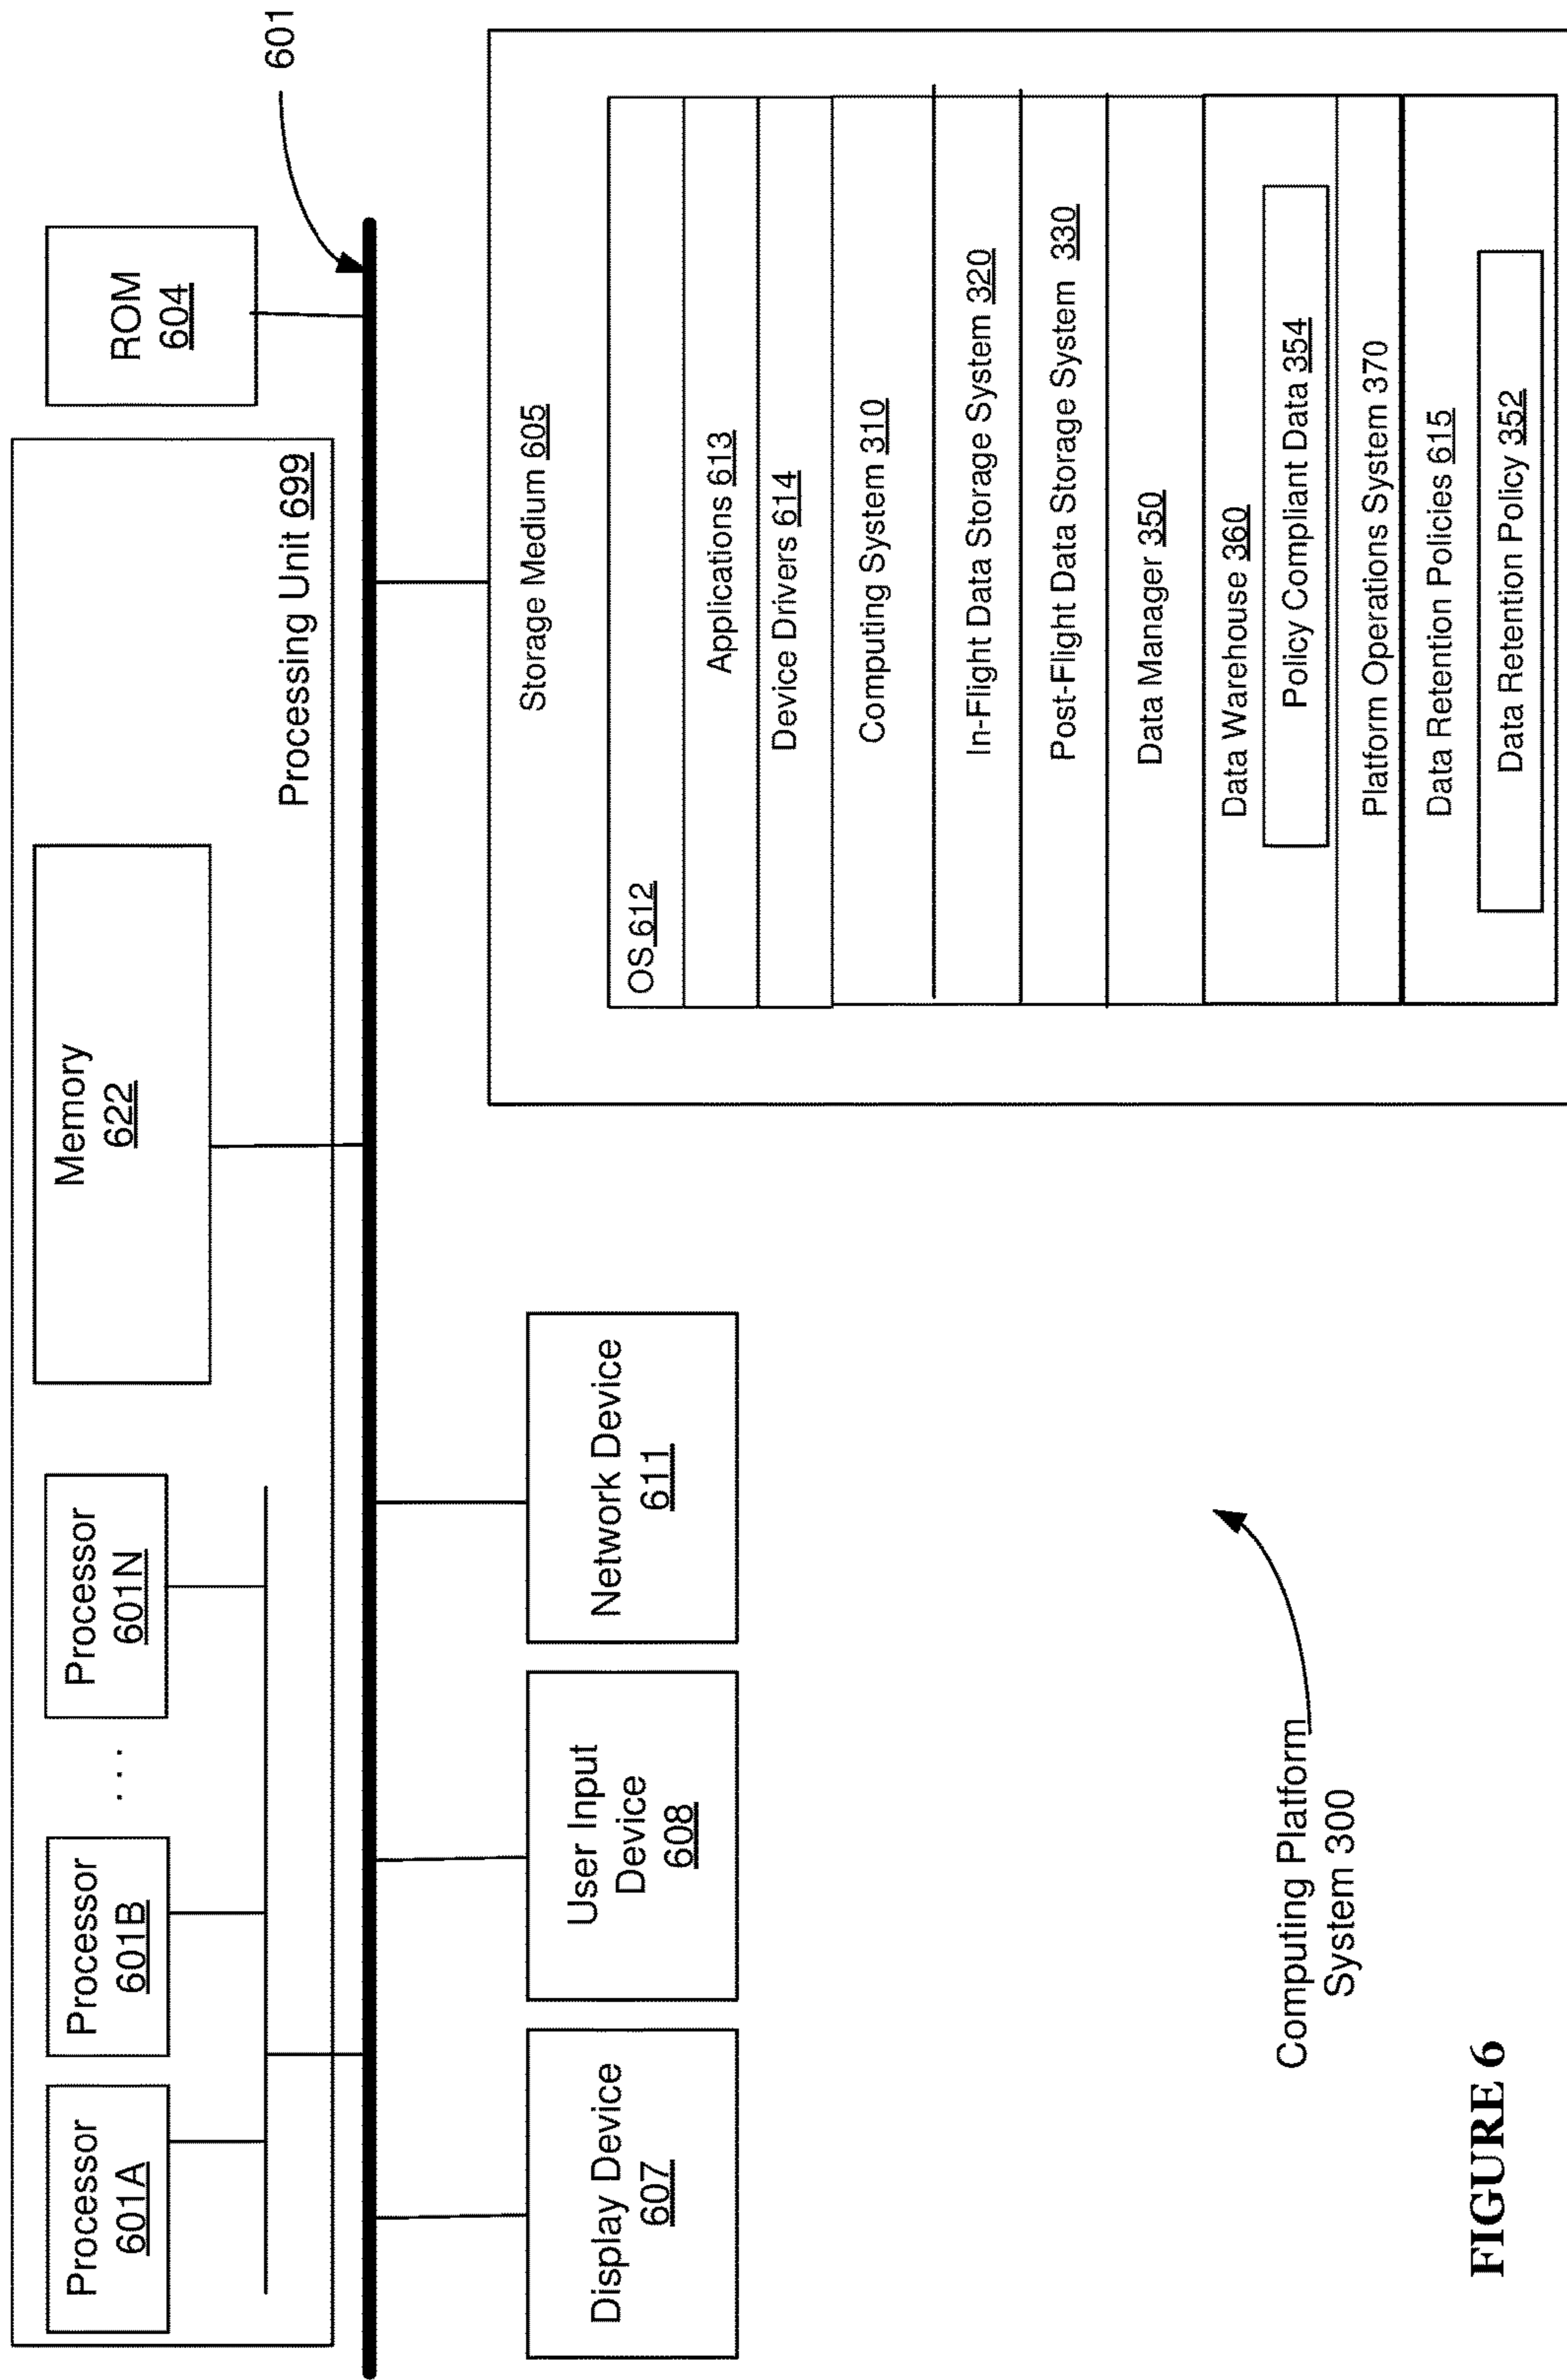 Processor
601A
Processor
601B
. . .
Processor
601N
Memory
622
Processing Unit 699
ROM
604
601
Display Device
607
User Input
Device
608
Network Device
611
Storage Medium 605
OS 612
Applications 613
Device Drivers 614
Computing System 310
In-Flight Data Storage System 320
Post-Flight Data Storage System 330
Data Manager 350
Data Warehouse 360
Policy Compliant Data 354
Platform Operations System 370
Data Retention Policies 615
Data Retention Policy 352
Computing Platform
System 300
FIGURE 6